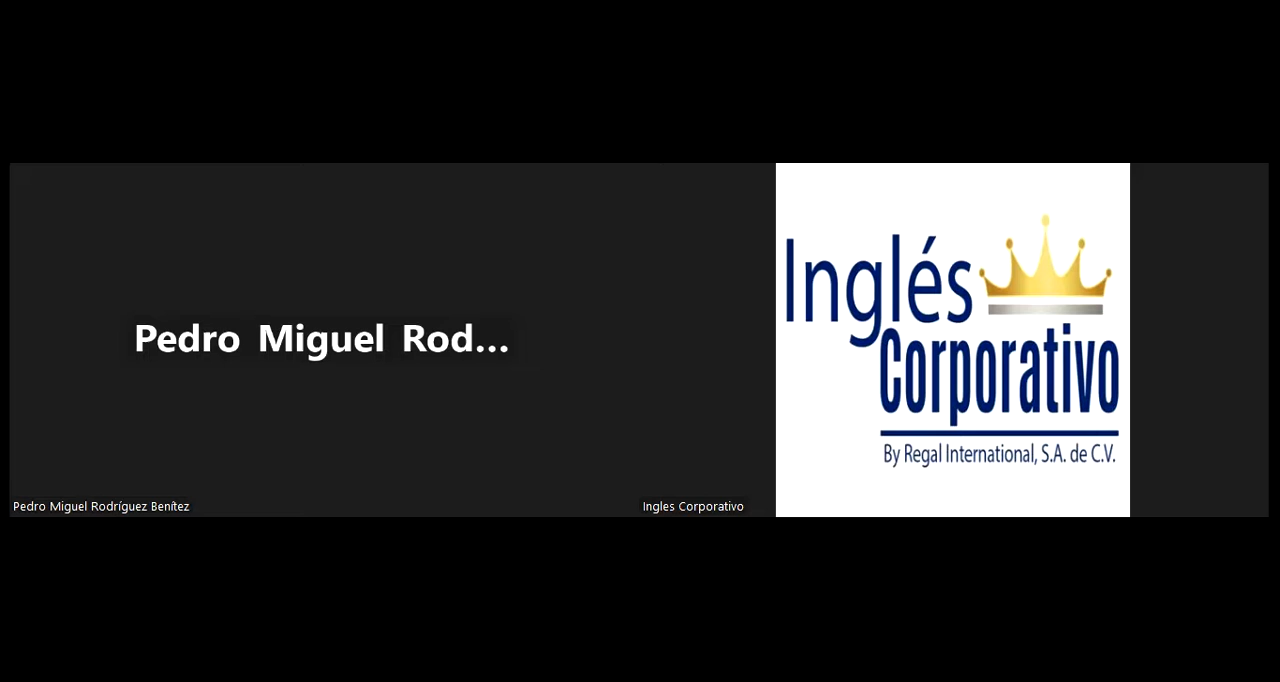 Pedro Miguel Rod...
Pedro Miguel Rodríguez Benítez
Inglés
Corporativo
By Regal International, S.A. de C.V.
Ingles Corporativo